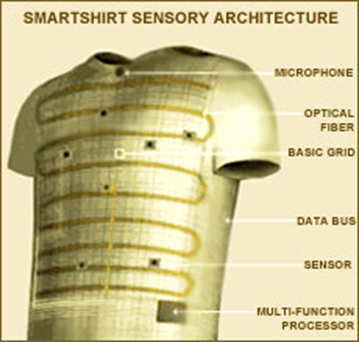 SMARTSHIRT SENSORY ARCHITECTURE
MICROPHONE
OPTICAL
FIBER
BASIC GRID
DATA BUS
SENSOR
MULTI-FUNCTION
PROCESSOR